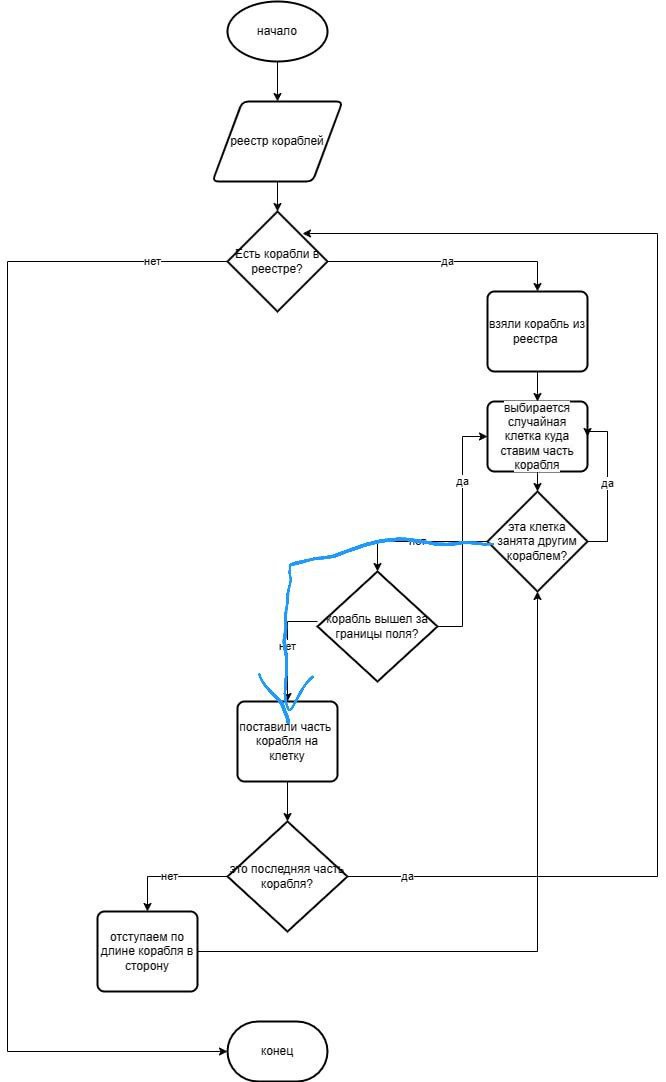 начало
реестр кораблей
Есть корабли в
реестре?
нет
да
взяли корабль из
реестра
выбирается
случайная
клетка куда
ставим часть
корабля
да
да
эта клетка
занята другим
кораблем?
нет
корабль вышел за
границы поля?
нет
поставили часть
корабля на
клетку
это последняя часть
корабля?
нет
да
отступаем по
длине корабля в
сторону
конец